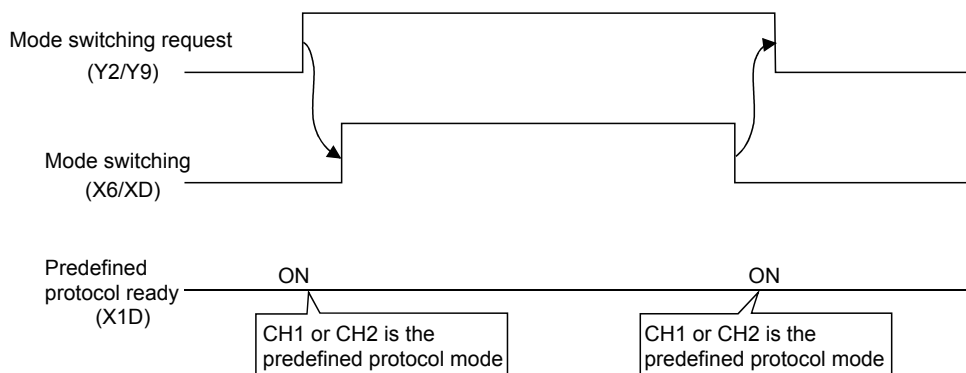 Mode switching request
(Y2/Y9)
Mode switching
(X6/XD)
Predefined
protocol ready
(X1D)
ON
ON
CH1 or CH2 is the
predefined protocol mode
CH1 or CH2 is the
predefined protocol mode